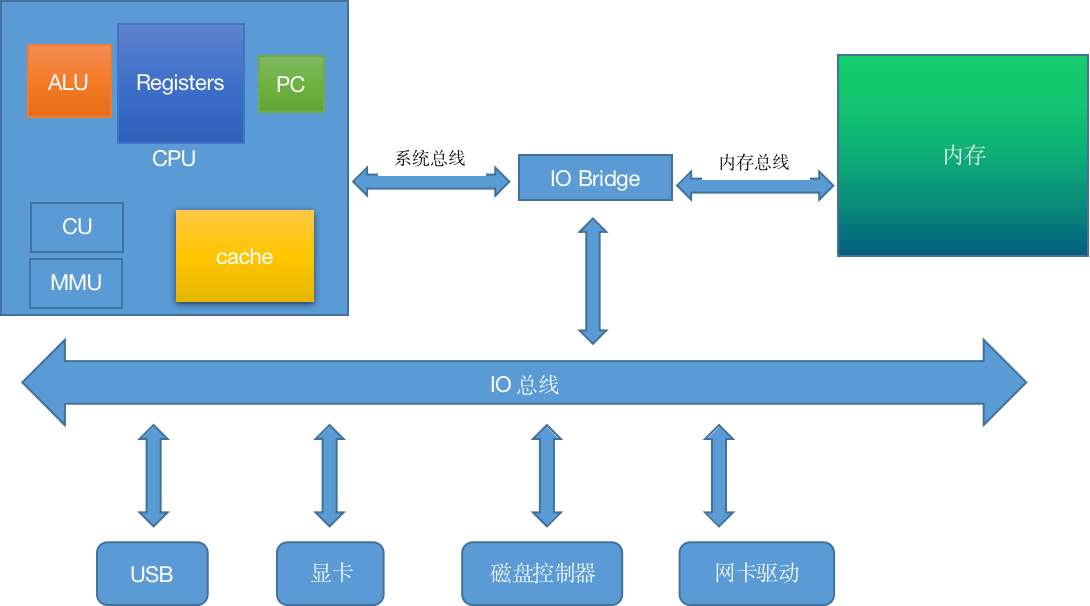 ALU
Registers
PC
CPU
CU
MMU
cache
系统总线
IO Bridge
内存总线
内存
IO 总线
USB
显卡
磁盘控制器
网卡驱动